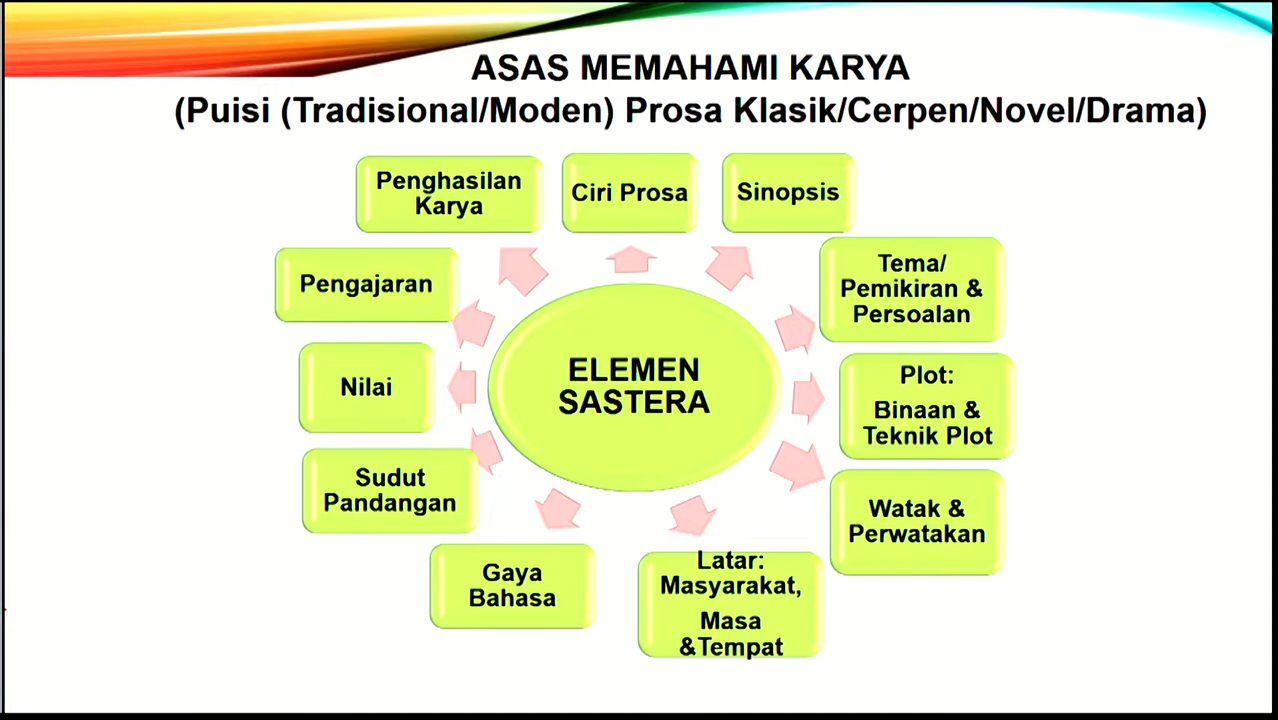 ASAS MEMAHAMI KARYA
(Puisi (Tradisional/Moden) Prosa Klasik/Cerpen/Novel/Drama)
Penghasilan
Karya
Ciri Prosa
Sinopsis
Tema/
Pemikiran &
Persoalan
Plot:
Binaan &
Teknik Plot
Watak &
Perwatakan
Latar:
Masyarakat,
Masa
&Tempat
Gaya
Bahasa
Sudut
Pandangan
Nilai
Pengajaran
ELEMEN
SASTERA